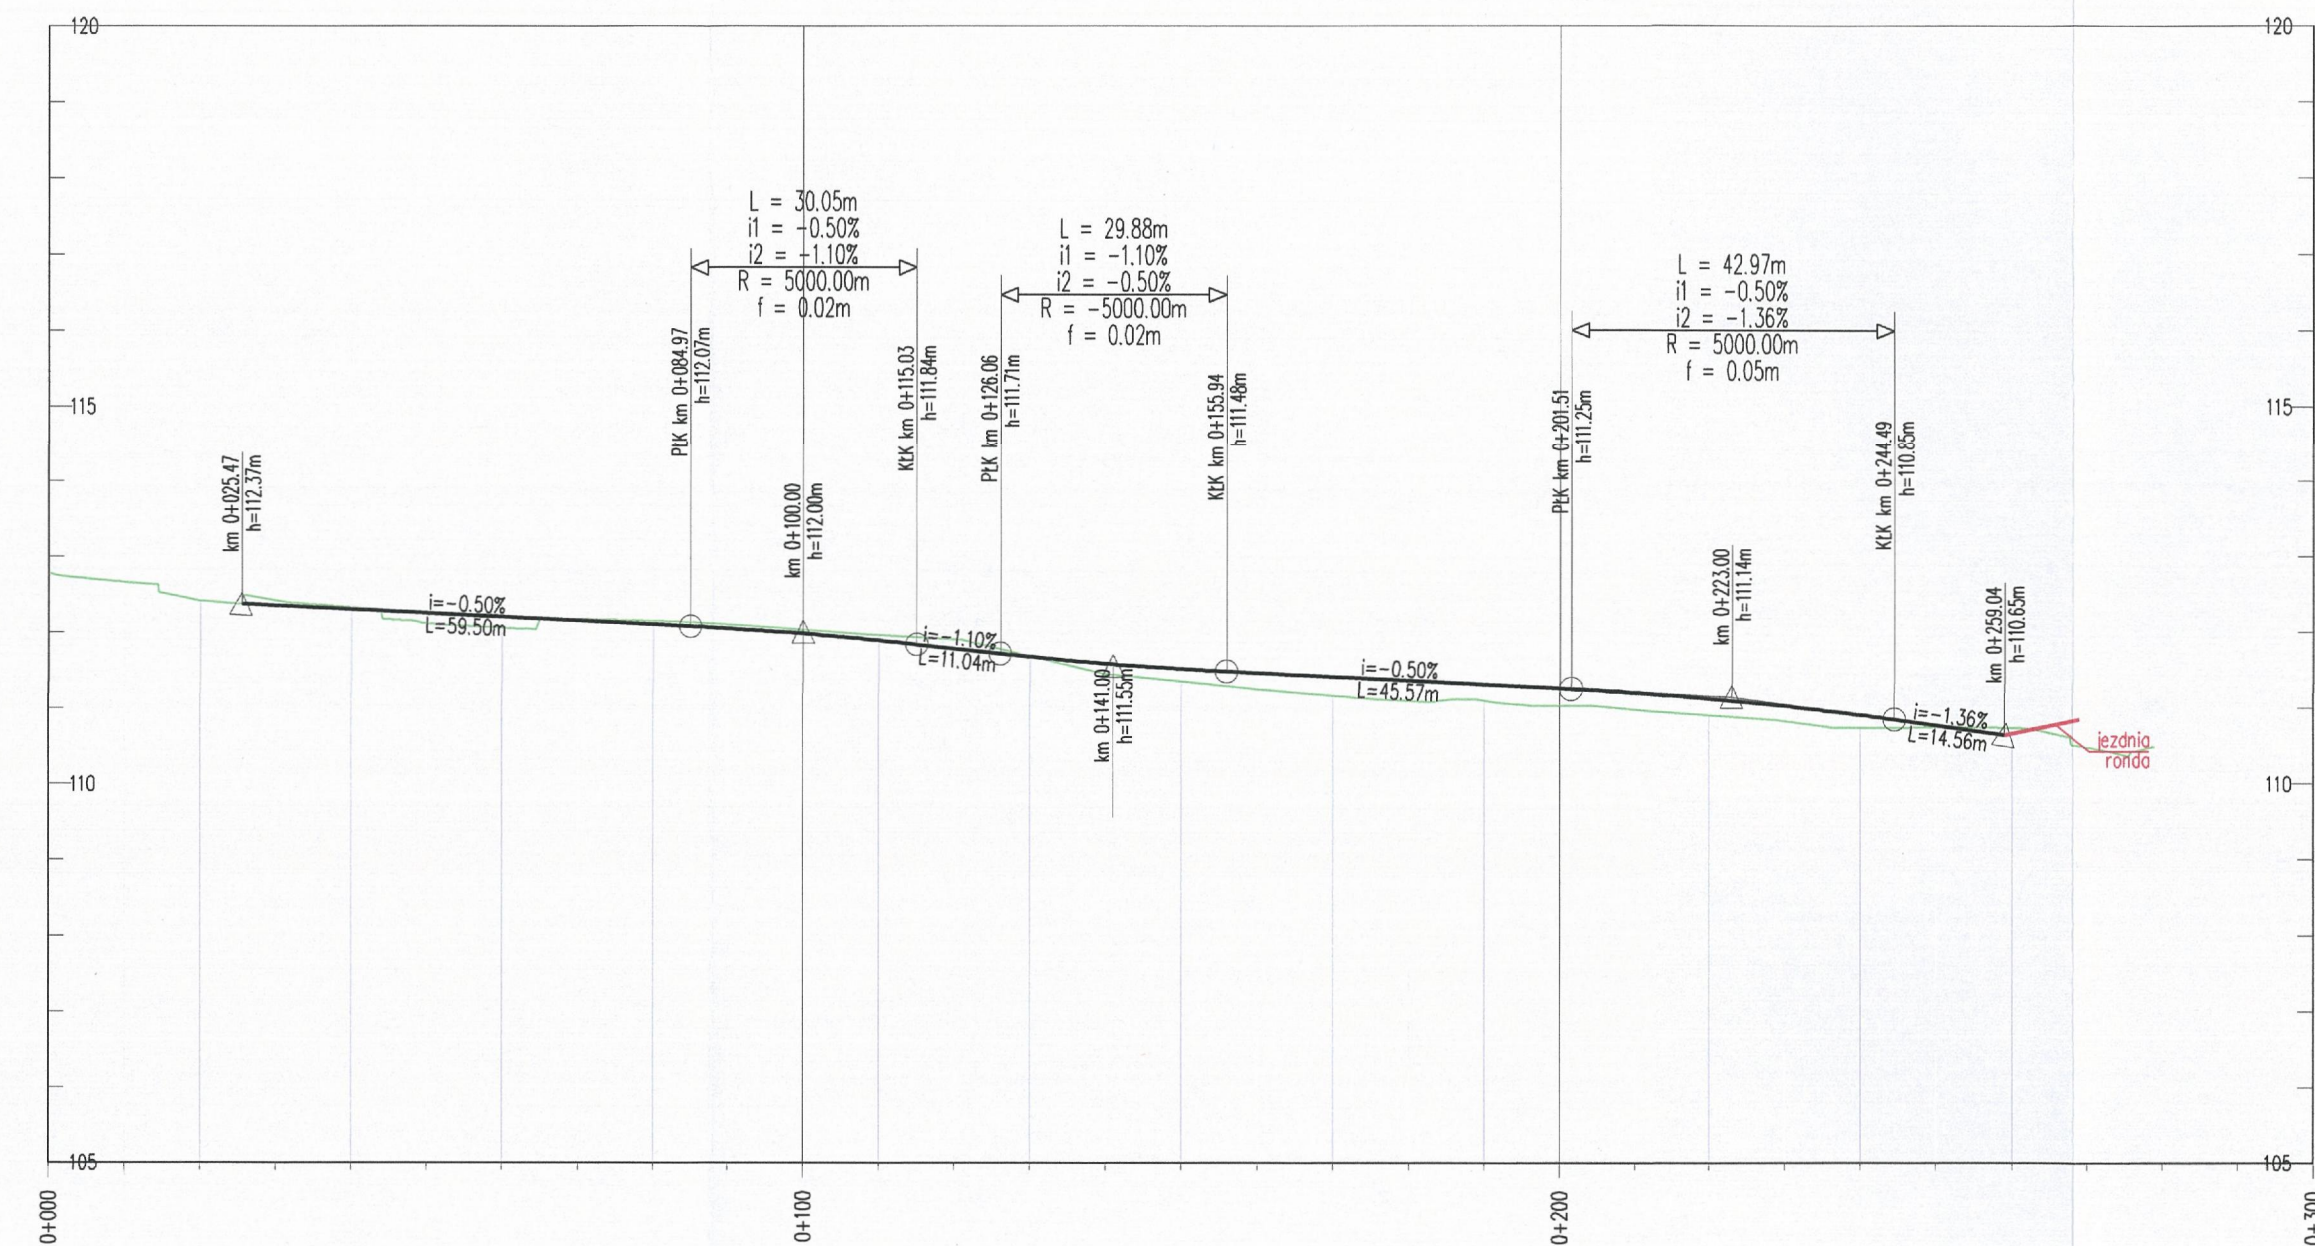 120
120
L = 30.05m
i1 = -0.50%
i2 = -1.10%
R = 5000.00m
f = 0.02m
L = 29.88m
i1 = -1.10%
i2 = -0.50%
R = -5000.00m
f = 0.02m
L = 42.97m
i1 = -0.50%
i2 = -1.36%
R = 5000.00m
f = 0.05m
115
115
km 0+025.47
h=112.37m
PŁK km 0+084.97
h=112.07m
km 0+100.00
h=112.00m
KŁK km 0+115.03
h=111.84m
PŁK km 0+126.06
h=111.71m
km 0+141.00
h=111.55m
KŁK km 0+155.94
h=111.48m
PŁK km 0+201.51
h=111.25m
km 0+223.00
h=111.14m
KŁK km 0+244.49
h=110.85m
km 0+259.04
h=110.65m
i=-0.50%
L=59.50m
i=-1.10%
L=11.04m
i=-0.50%
L=45.57m
i=-1.36%
L=14.56m
jezdnia
ronda
110
110
105
105
0+000
0+100
0+200
0+300